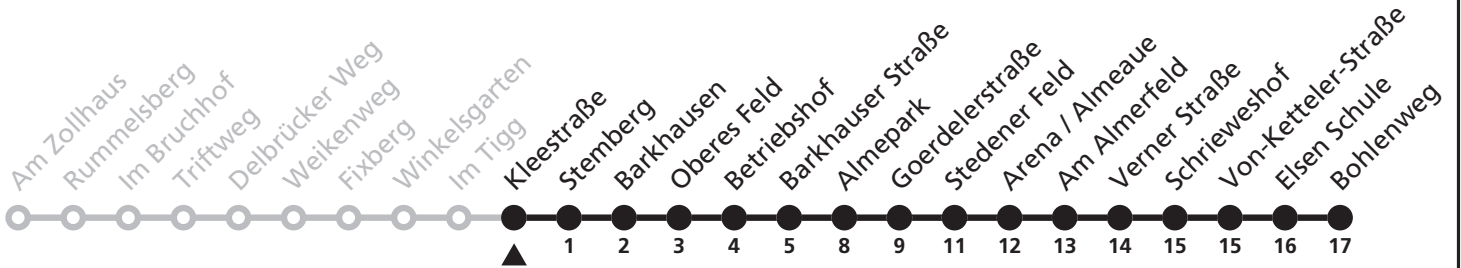 Am Zollhaus
Rummelsberg
Im Bruchhof
Triftweg
Delbrücker Weg
Weikenweg
Fixberg
Winkelsgarten
Im Tigg
Kleestraße
Stemberg
Barkhausen
Oberes Feld
Betriebshof
Barkhauser Straße
Almepark
Goerdelerstraße
Stedener Feld
Arena / Almeaue
Am Almerfeld
Verner Straße
Schrieweshof
Von-Ketteler-Straße
Elsen Schule
Bohlenweg
1 2 3 4 5 8 9 11 12 13 14 15 15 16 17